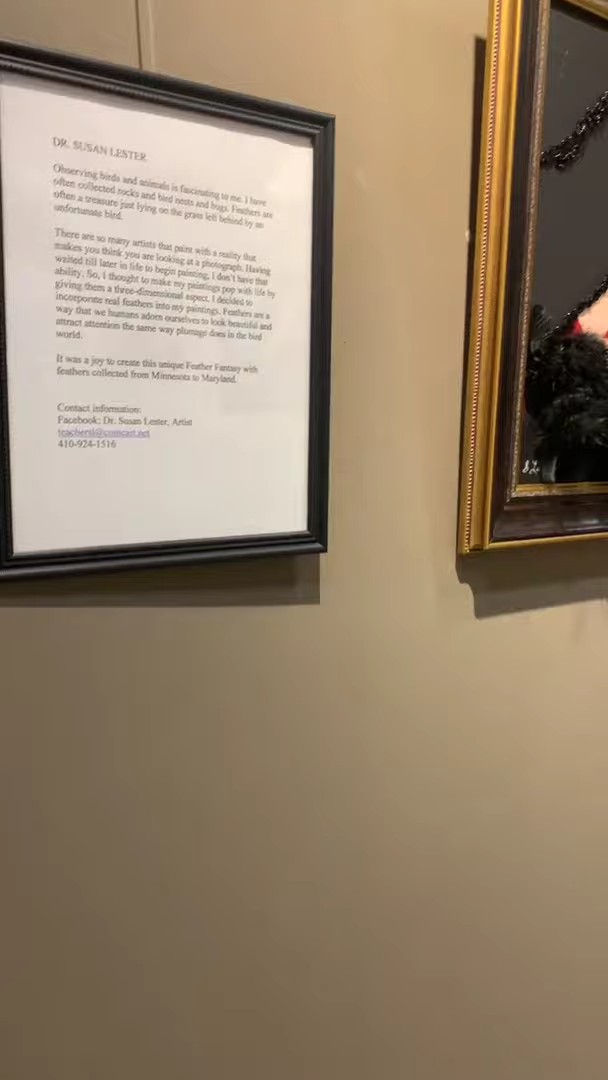 DR. SUSAN LESTER
Observing birds and animals is fascinating to me. I have
often collected rocks and bird nests and bugs. Feathers are
often a treasure just lying on the grass left behind by an
unfortunate bird.
There are so many artists that paint with a reality that
makes you think you are looking at a photograph. Having
waited till later in life to begin painting, I don't have that
ability. So, I thought to make my paintings pop with life by
giving them a three-dimensional aspect. I decided to
incorporate real feathers into my paintings. Feathers are a
way that we humans adorn ourselves to look beautiful and
attract attention the same way plumage does in the bird
world.
It was a joy to create this unique Feather Fantasy with
feathers collected from Minnesota to Maryland.
Contact information:
Facebook: Dr. Susan Lester, Artist
teachersl@comcast.net
410-924-1516
S.L.